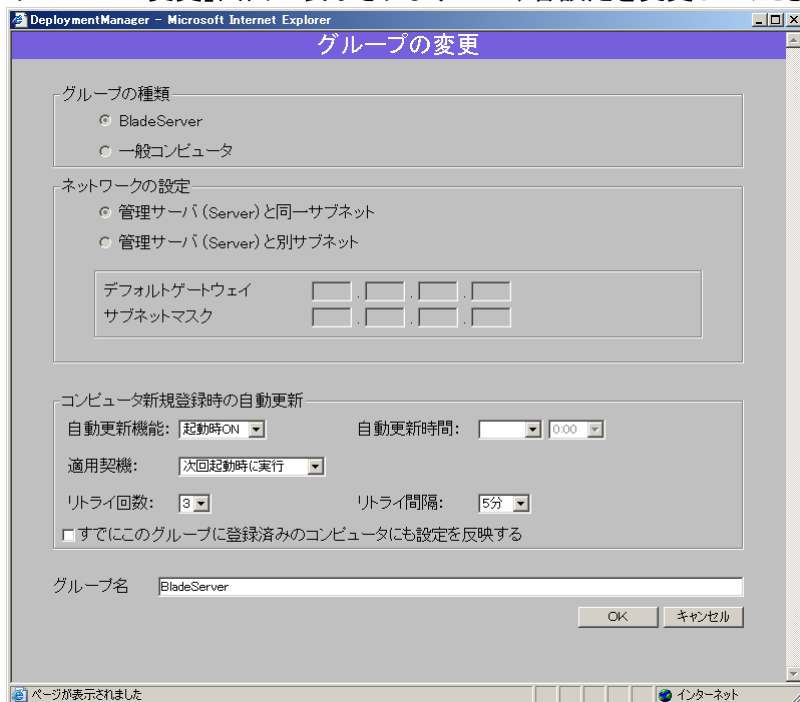 DeploymentManager - Microsoft Internet Explorer
グループの変更
グループの種類
BladeServer
一般コンピュータ
ネットワークの設定
管理サーバ(Server)と同一サブネット
管理サーバ(Server)と別サブネット
デフォルトゲートウェイ . . .
サブネットマスク . . .
コンピュータ新規登録時の自動更新
自動更新機能: 起動時ON 自動更新時間: 0:00
適用契機: 次回起動時に実行
リトライ回数: 3 リトライ間隔: 5分
すでにこのグループに登録済みのコンピュータにも設定を反映する
グループ名 BladeServer
OK キャンセル
ページが表示されました インターネット